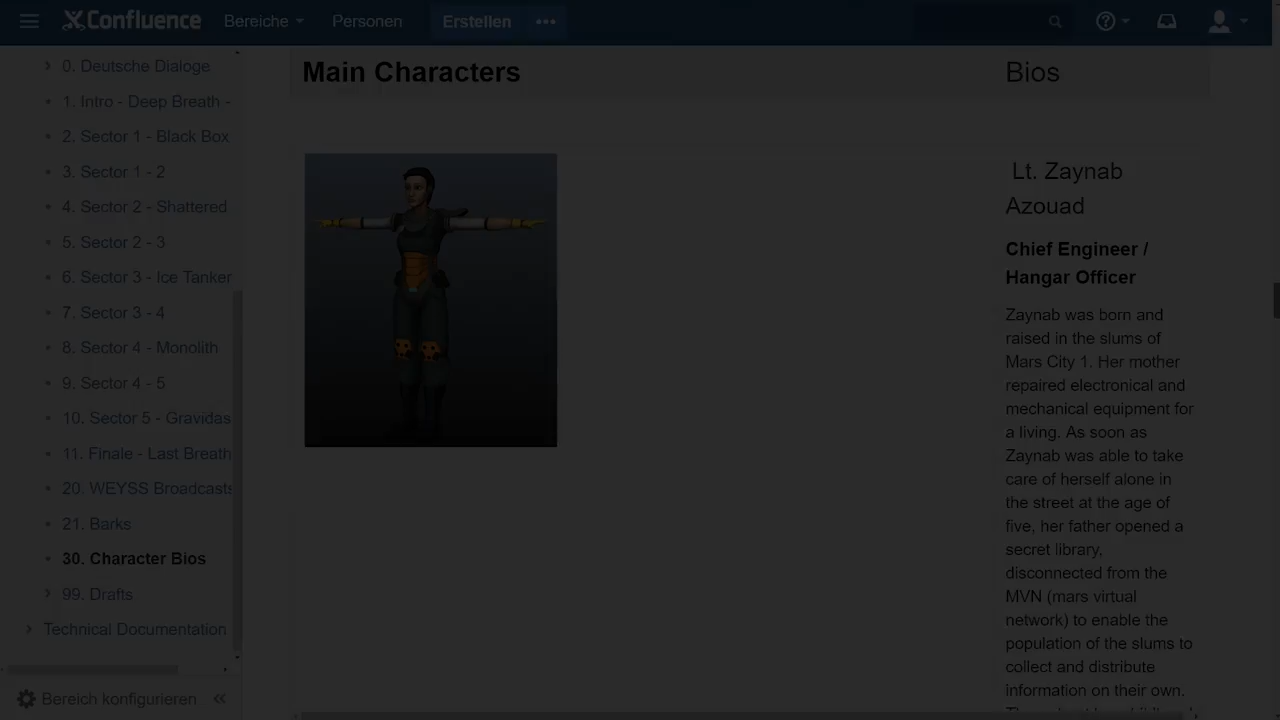 Confluence
Bereiche
Personen
Erstellen
0. Deutsche Dialoge
1. Intro - Deep Breath -
2. Sector 1 - Black Box
3. Sector 1 - 2
4. Sector 2 - Shattered
5. Sector 2 - 3
6. Sector 3 - Ice Tanker
7. Sector 3 - 4
8. Sector 4 - Monolith
9. Sector 4 - 5
10. Sector 5 - Gravidas
11. Finale - Last Breath
20. WEYSS Broadcasts
21. Barks
30. Character Bios
99. Drafts
Technical Documentation
Bereich konfigurieren
Main Characters
Bios
Lt. Zaynab
Azouad
Chief Engineer /
Hangar Officer
Zaynab was born and
raised in the slums of
Mars City 1. Her mother
repaired electronical and
mechanical equipment for
a living. As soon as
Zaynab was able to take
care of herself alone in
the street at the age of
five, her father opened a
secret library,
disconnected from the
MVN (mars virtual
network) to enable the
population of the slums to
collect and distribute
information on their own.